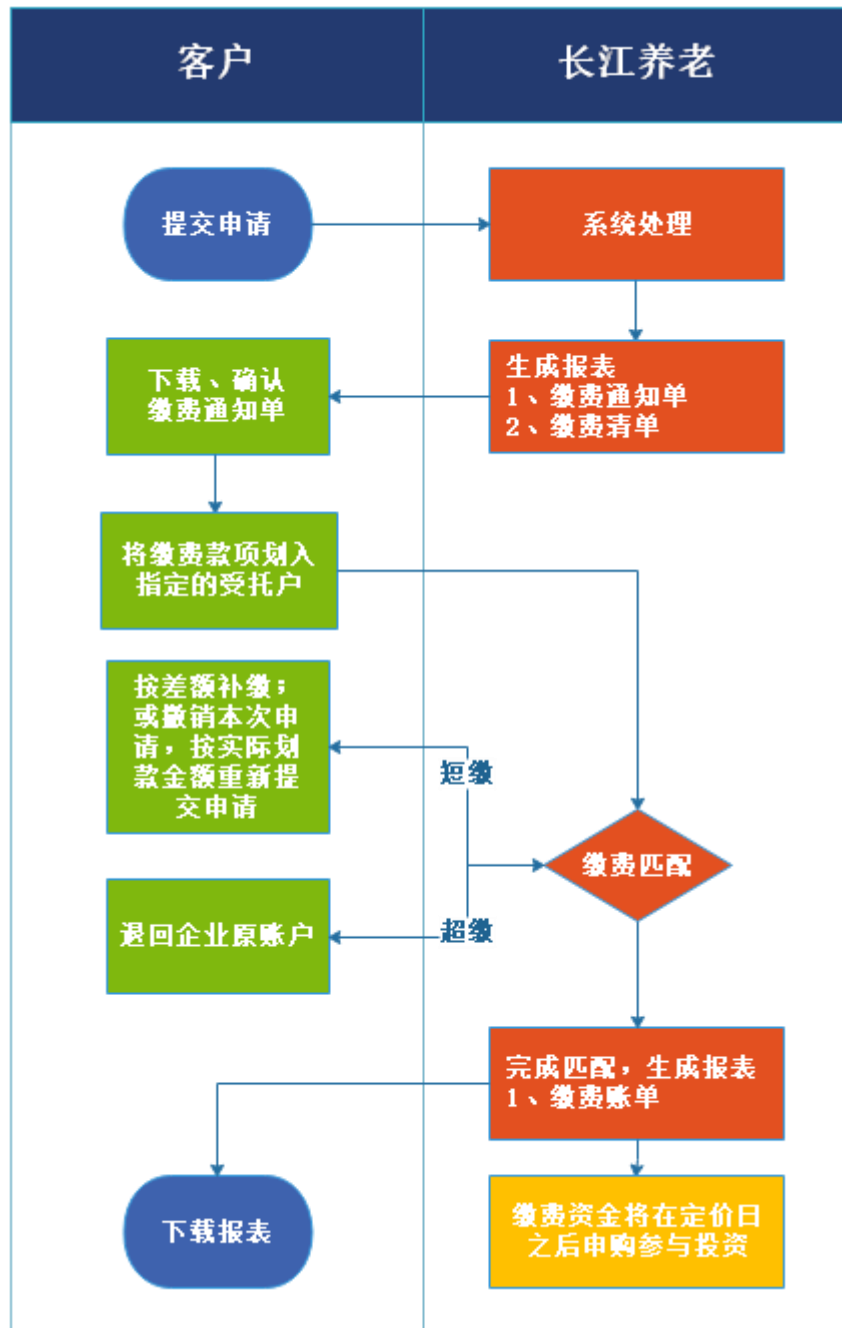 客户
长江养老
提交申请
系统处理
下载、确认
缴费通知单
生成报表
1、缴费通知单
2、缴费清单
将缴费款项划入
指定的受托户
按差额补缴；
或撤销本次申
请，按实际划
款金额重新提
交申请
短缴
缴费匹配
退回企业原账户
超缴
完成匹配，生成报表
1、缴费账单
下载报表
缴费资金将在定价日
之后申购参与投资